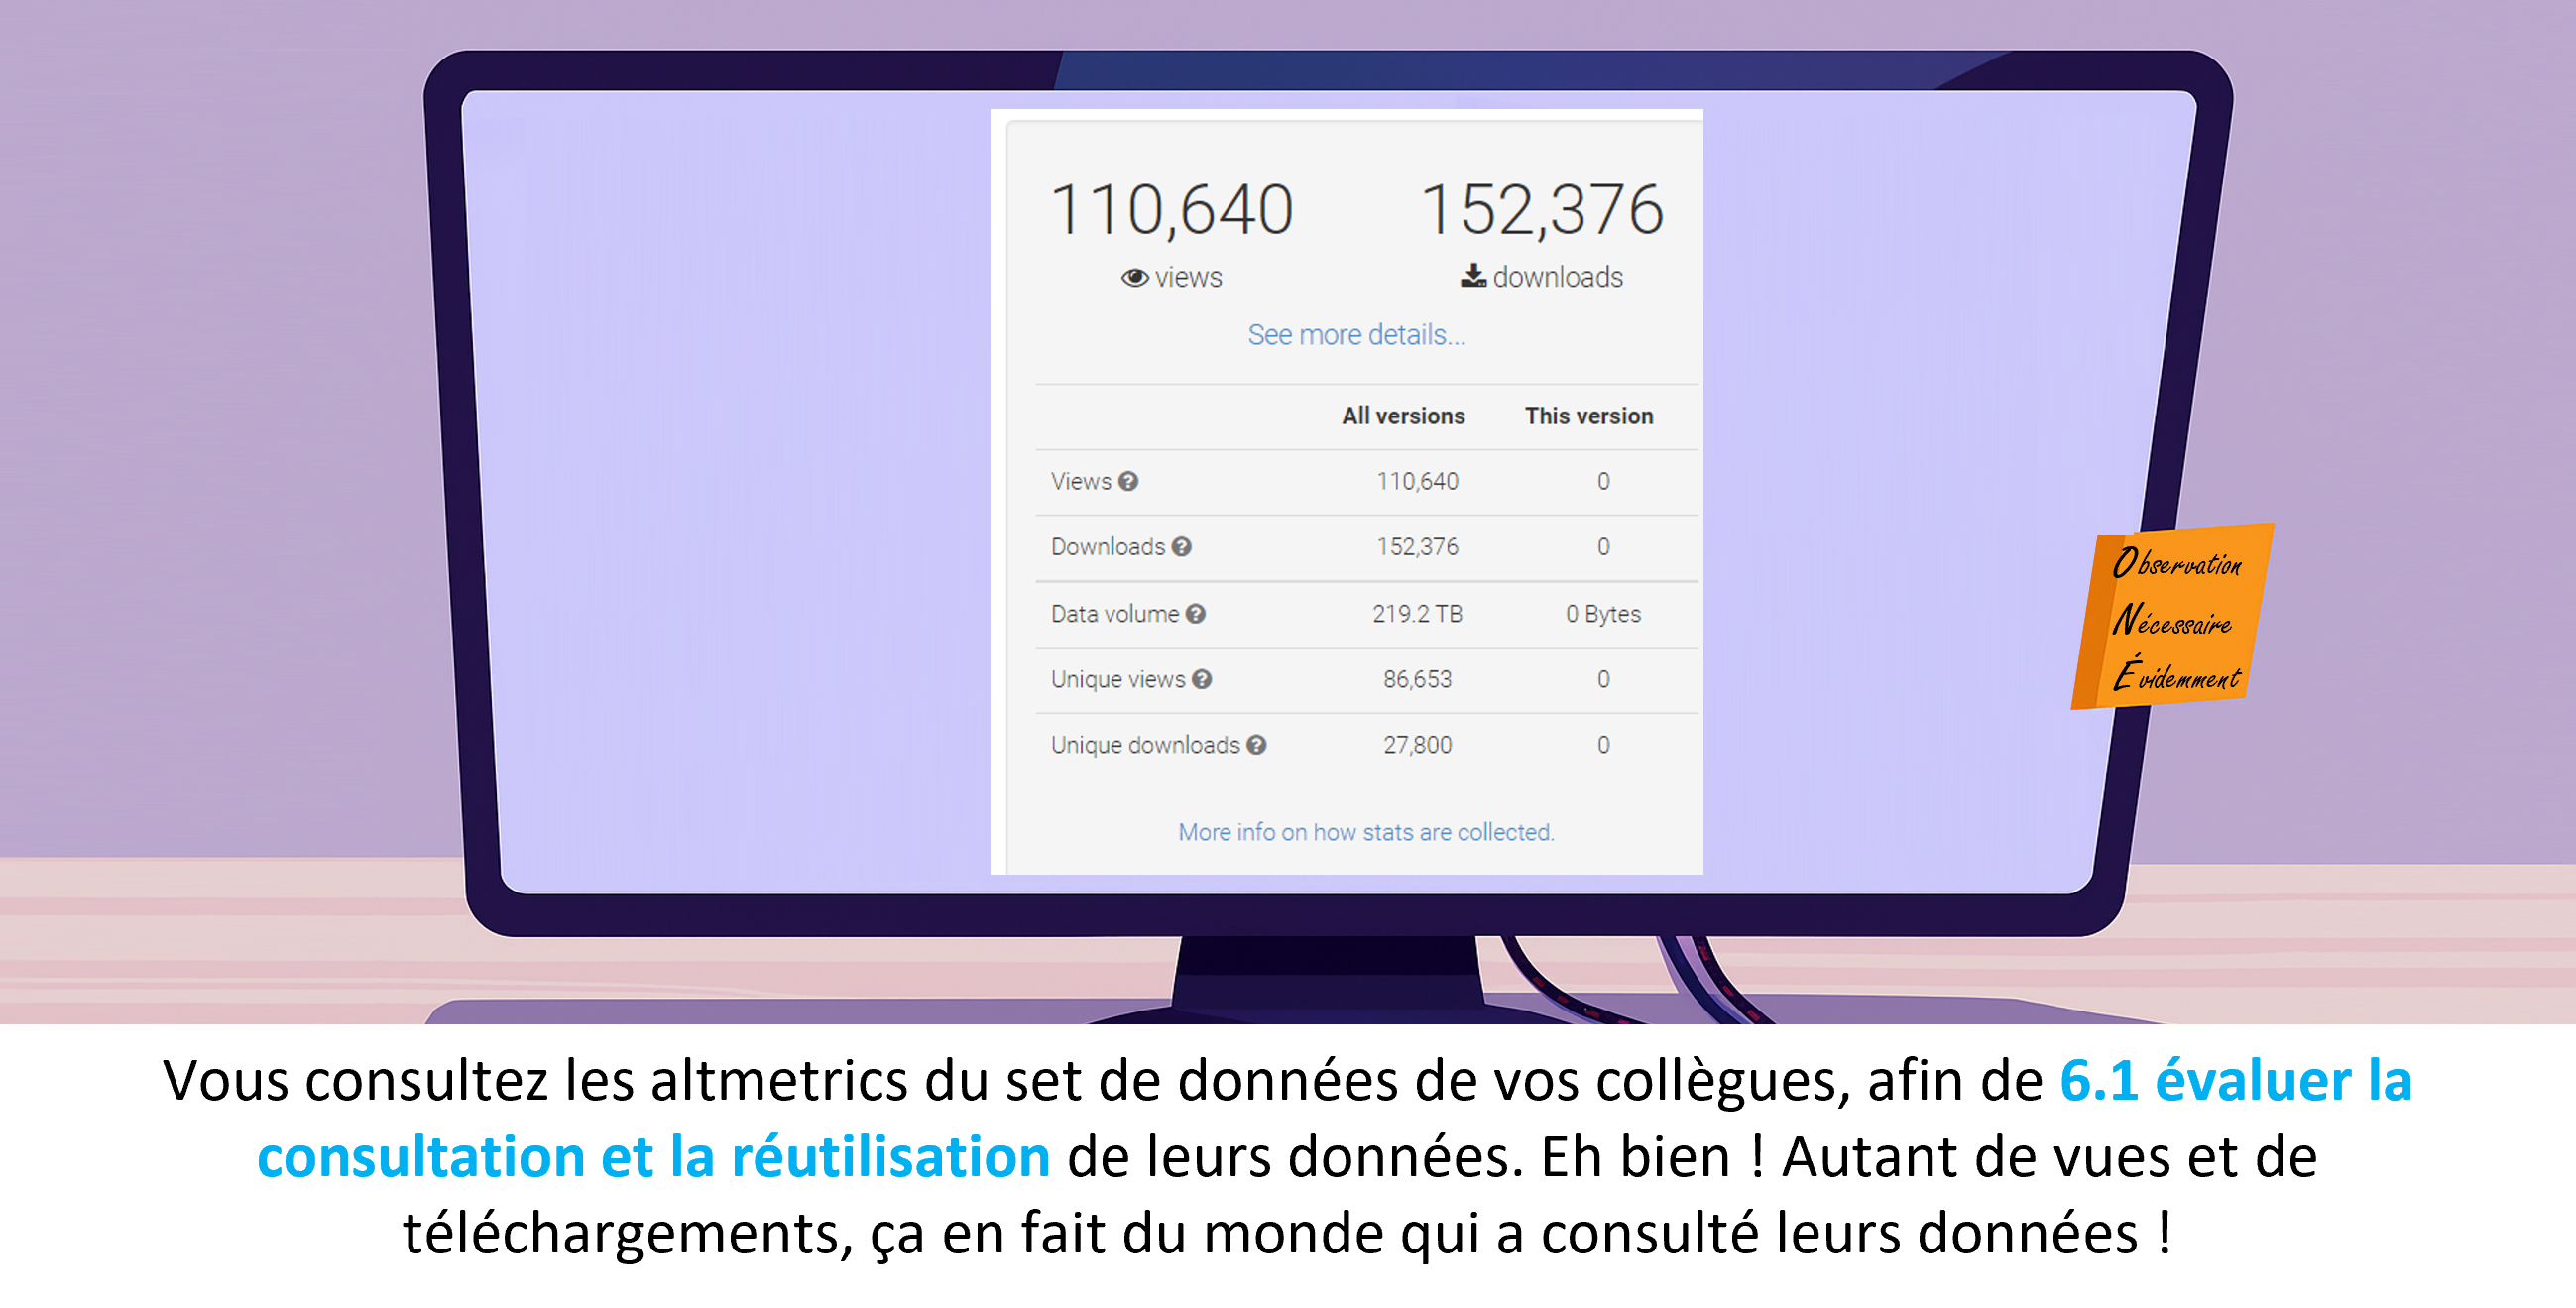 110,640 152,376
views downloads
See more details...
All versions This version
Views 110,640 0
Downloads 152,376 0
Data volume 219.2 TB 0 Bytes
Unique views 86,653 0
Unique downloads 27,800 0
More info on how stats are collected.
Observation
Nécessaire
Évidemment
Vous consultez les altmetrics du set de données de vos collègues, afin de 6.1 évaluer la
consultation et la réutilisation de leurs données. Eh bien ! Autant de vues et de
téléchargements, ça en fait du monde qui a consulté leurs données !